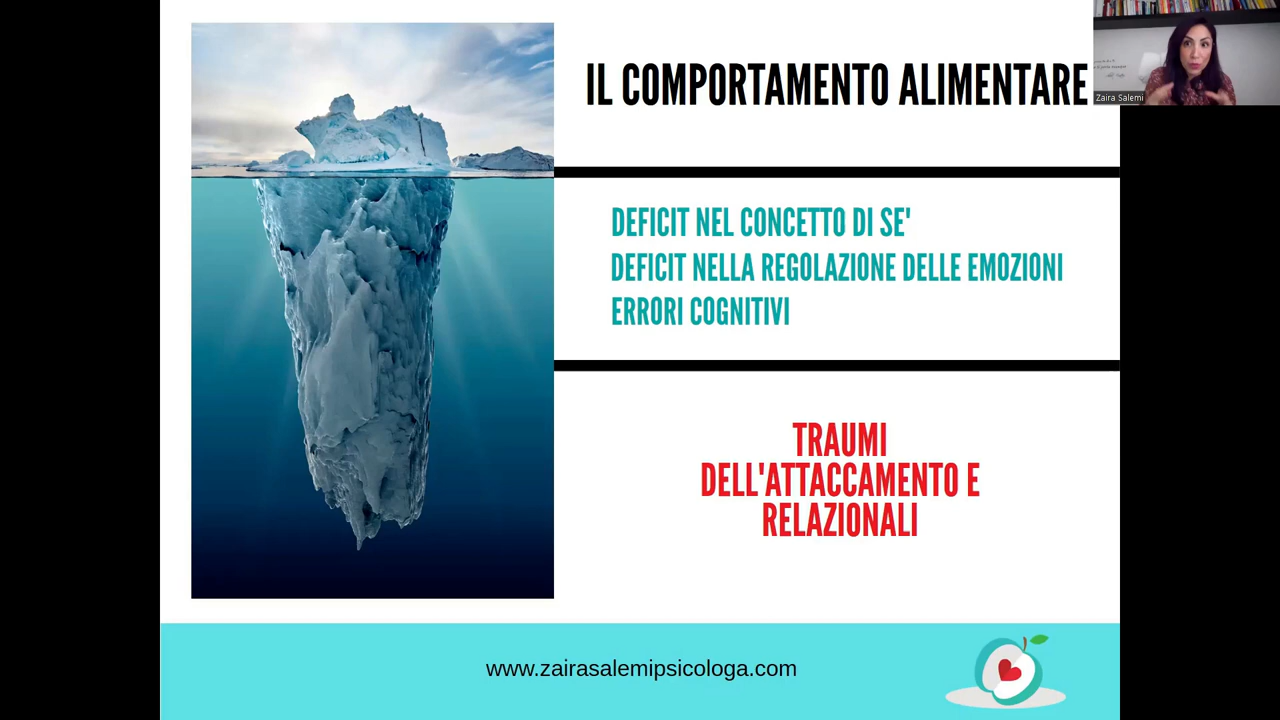 IL COMPORTAMENTO ALIMENTARE
Zaira Salemi
DEFICIT NEL CONCETTO DI SE'
DEFICIT NELLA REGOLAZIONE DELLE EMOZIONI
ERRORI COGNITIVI
TRAUMI
DELL'ATTACCAMENTO E
RELAZIONALI
www.zairasalemipsicologa.com